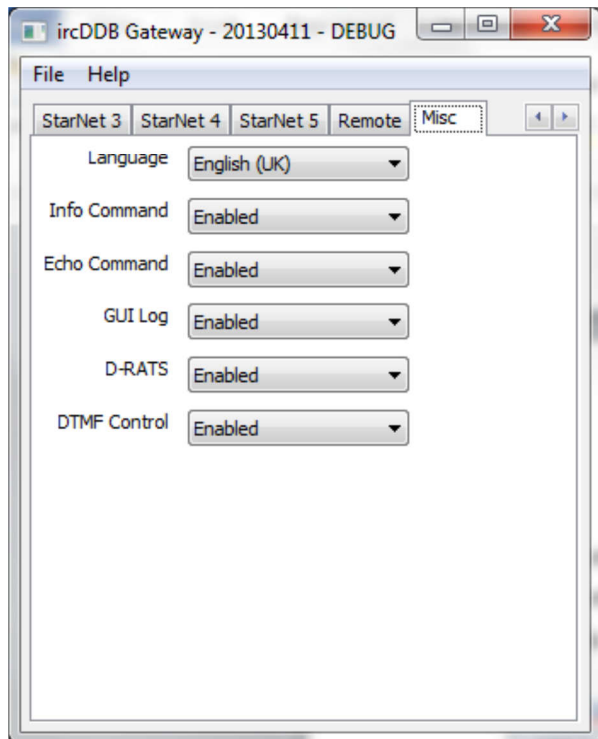 ircDDB Gateway - 20130411 - DEBUG
File Help
StarNet 3 StarNet 4 StarNet 5 Remote Misc
Language English (UK)
Info Command Enabled
Echo Command Enabled
GUI Log Enabled
D-RATS Enabled
DTMF Control Enabled